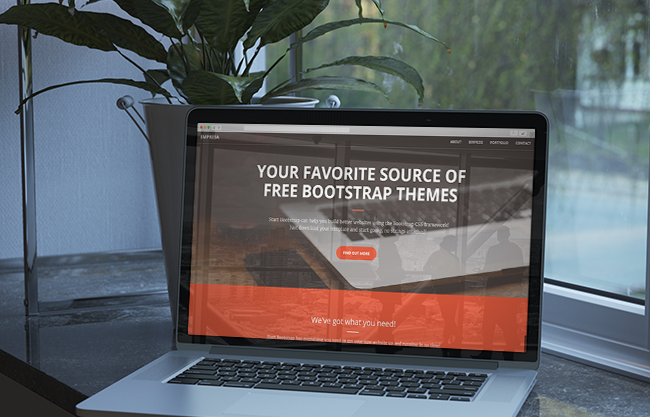 ABOUT SERVICES PORTFOLIO CONTACT
YOUR FAVORITE SOURCE OF
FREE BOOTSTRAP THEMES
Start Bootstrap can help you build better websites using the Bootstrap CSS framework!
Just download your template and start going, no strings attached!
FIND OUT MORE
We've got what you need!
Start Bootstrap has everything you need to get your new website up and running in no time!